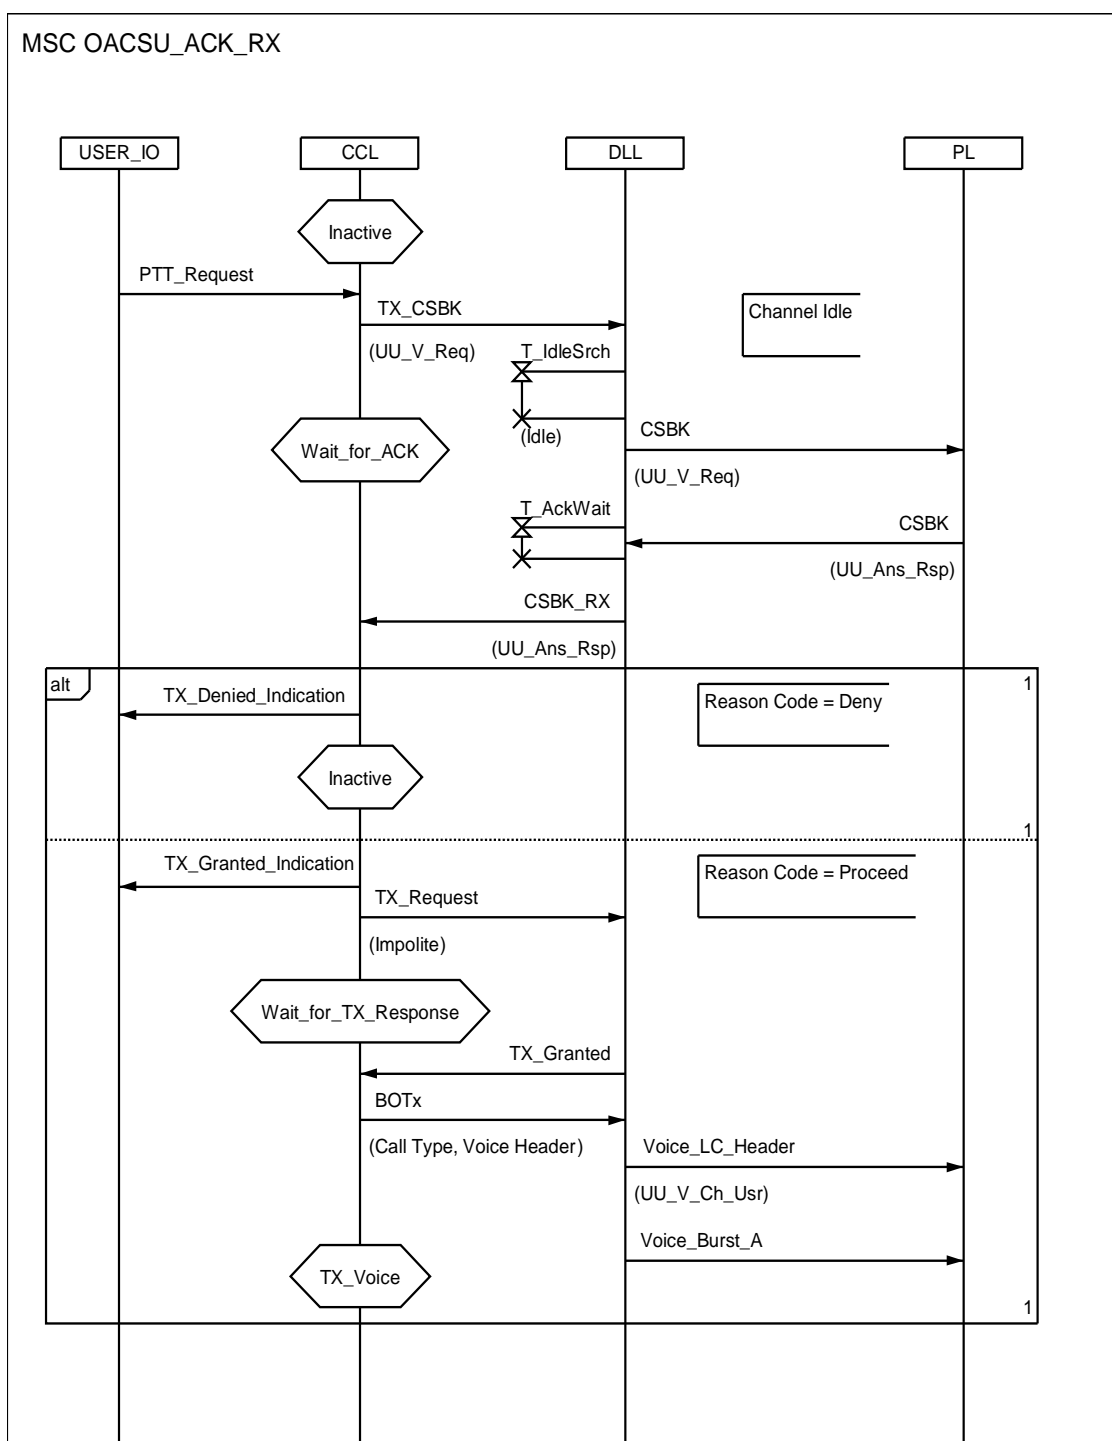 MSC OACSU_ACK_RX
USER_IO
CCL
DLL
PL
Inactive
PTT_Request
TX_CSBK
Channel Idle
(UU_V_Req)
T_IdleSrch
(Idle)
CSBK
Wait_for_ACK
(UU_V_Req)
T_AckWait
CSBK
(UU_Ans_Rsp)
CSBK_RX
(UU_Ans_Rsp)
alt
1
TX_Denied_Indication
Reason Code = Deny
Inactive
1
TX_Granted_Indication
Reason Code = Proceed
TX_Request
(Impolite)
Wait_for_TX_Response
TX_Granted
BOTx
(Call Type, Voice Header)
Voice_LC_Header
(UU_V_Ch_Usr)
Voice_Burst_A
TX_Voice
1